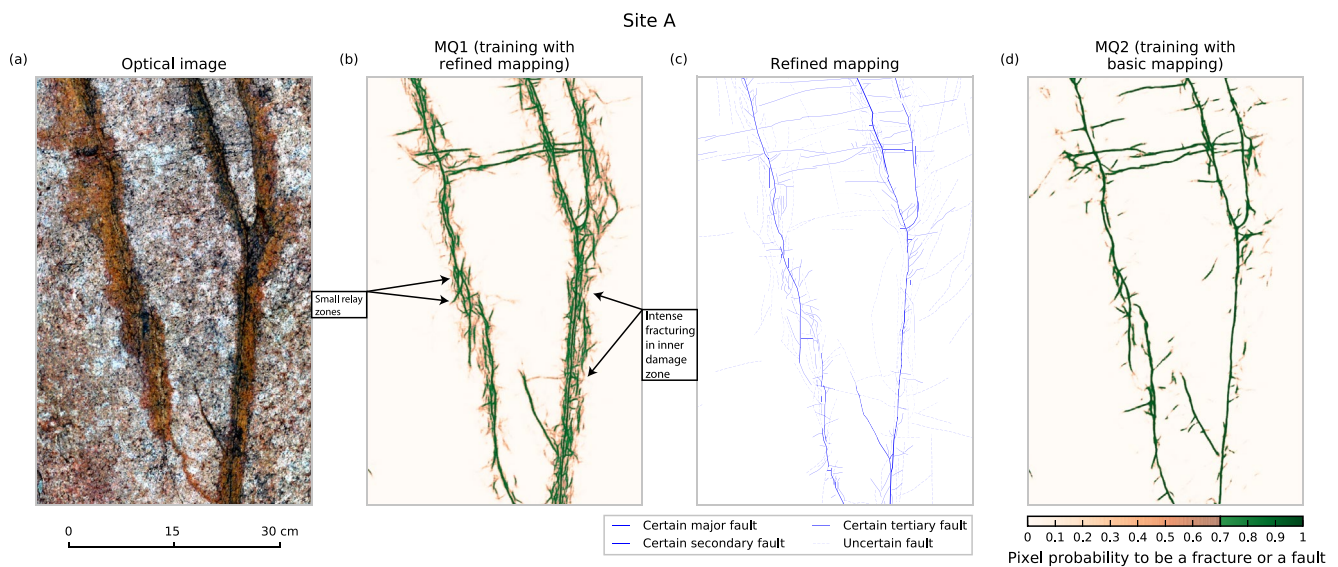 Site A
(a)
Optical image
(b)
MQ1 (training with
refined mapping)
(c)
Refined mapping
(d)
MQ2 (training with
basic mapping)
Small relay
zones
Intense
fracturing
in inner
damage
zone
0 15 30 cm
Certain major fault
Certain secondary fault
Certain tertiary fault
Uncertain fault
0 0.1 0.2 0.3 0.4 0.5 0.6 0.7 0.8 0.9 1
Pixel probability to be a fracture or a fault